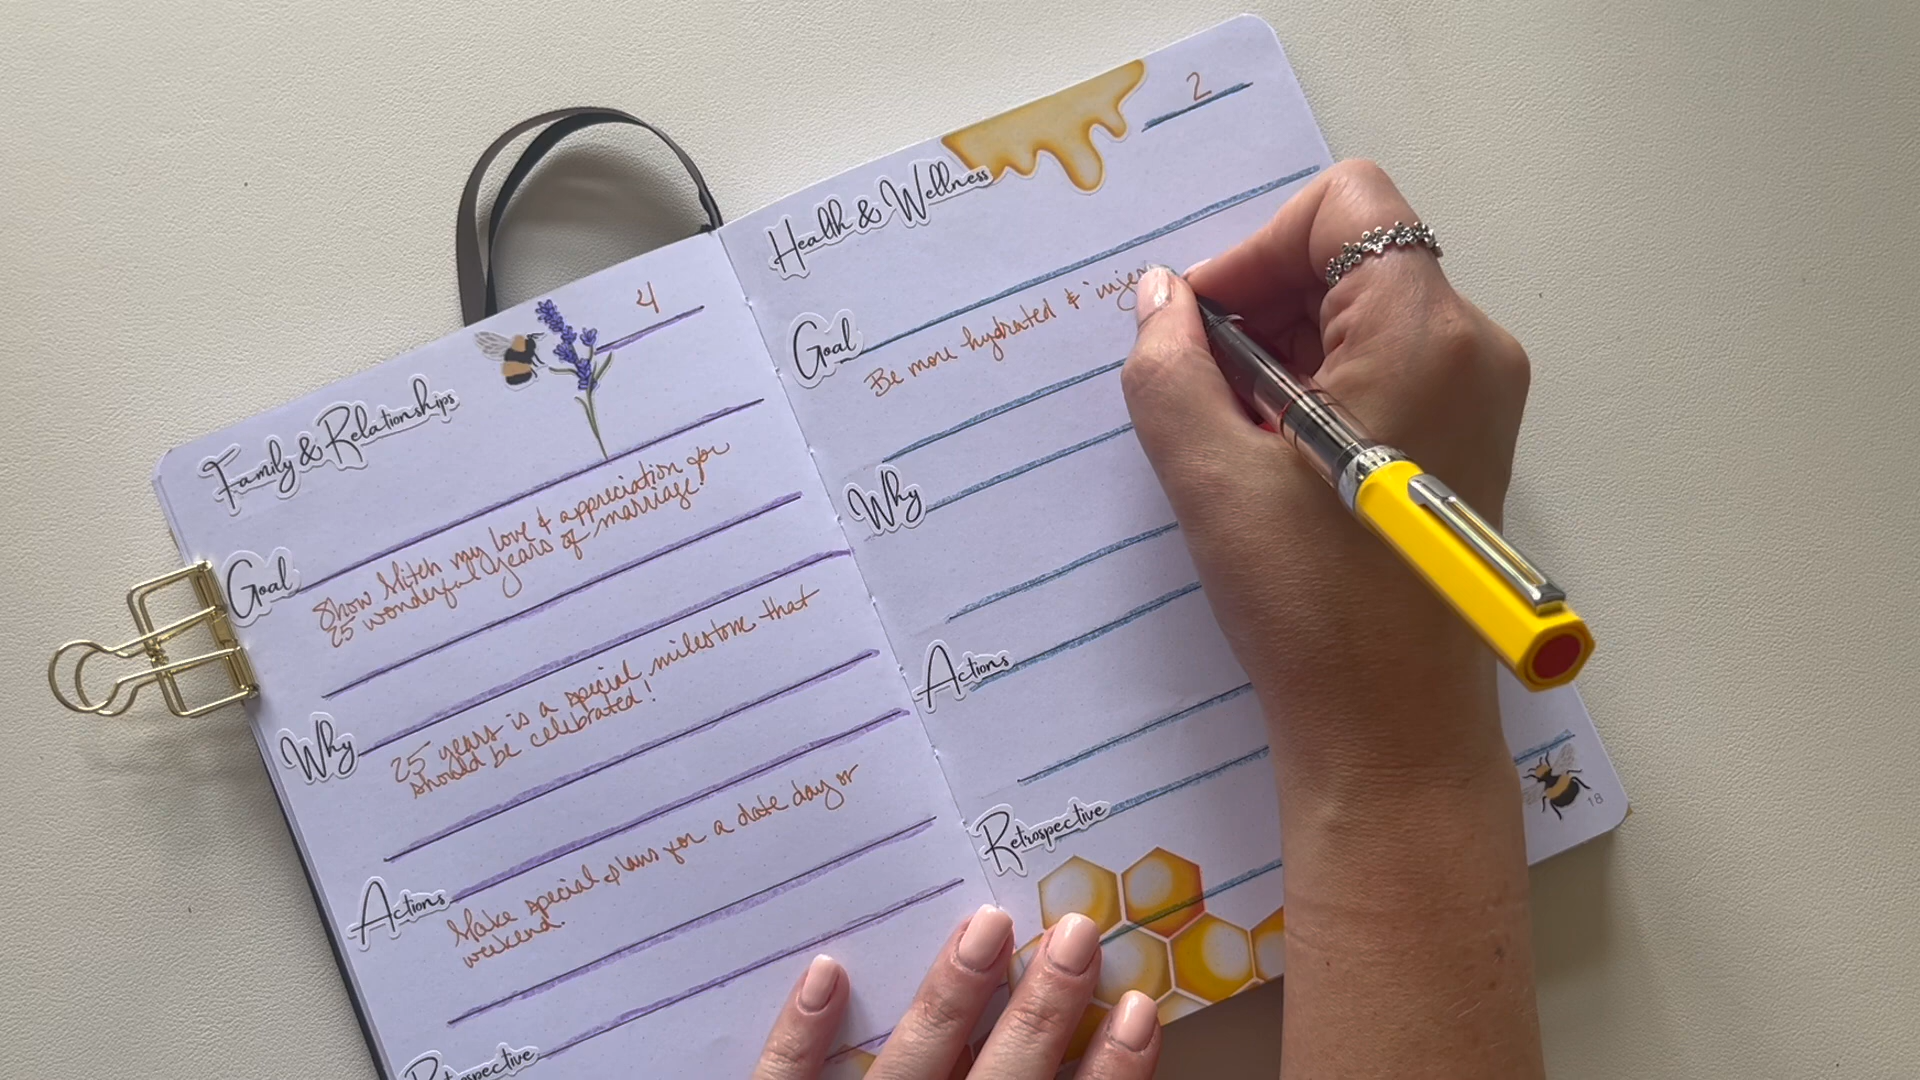 4
Family & Relationships
Goal
Show Mitch my love & appreciation for
25 wonderful years of marriage!
Why
25 years is a special milestone that
should be celebrated!
Actions
Make special plans for a date day or
weekend.
Retrospective
2
Health & Wellness
Goal
Be more hydrated &
Why
Actions
Retrospective
18